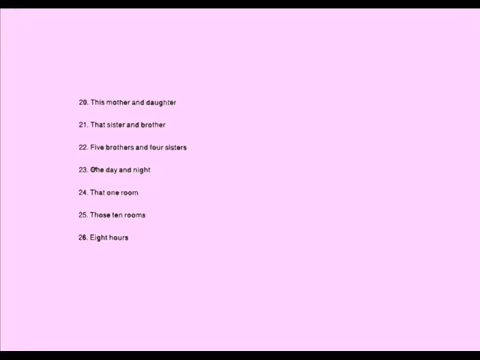 20. This mother and daughter
21. That sister and brother
22. Five brothers and four sisters
23. One day and night
24. That one room
25. Those ten rooms
26. Eight hours